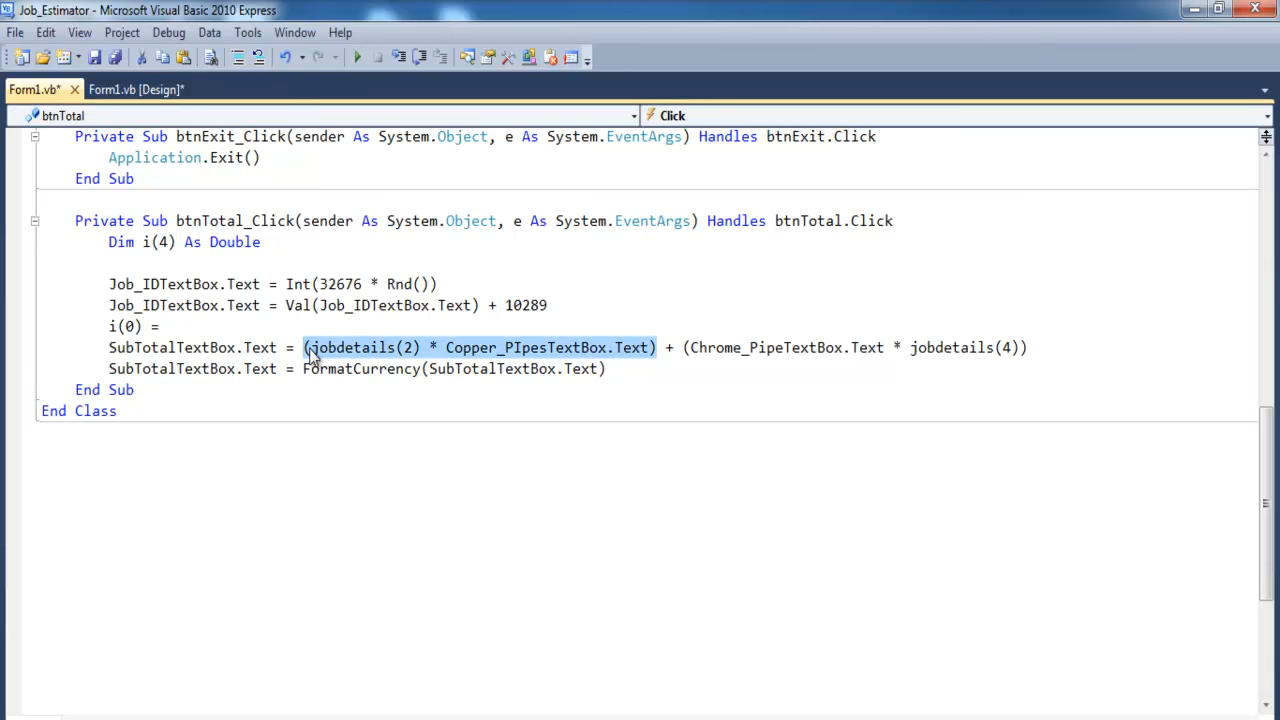 Job_Estimator - Microsoft Visual Basic 2010 Express
File Edit View Project Debug Data Tools Window Help
Form1.vb* Form1.vb [Design]*
btnTotal Click
Private Sub btnExit_Click(sender As System.Object, e As System.EventArgs) Handles btnExit.Click
Application.Exit()
End Sub
Private Sub btnTotal_Click(sender As System.Object, e As System.EventArgs) Handles btnTotal.Click
Dim i(4) As Double
Job_IDTextBox.Text = Int(32676 * Rnd())
Job_IDTextBox.Text = Val(Job_IDTextBox.Text) + 10289
i(0) =
SubTotalTextBox.Text = (jobdetails(2) * Copper_PIpesTextBox.Text) + (Chrome_PipeTextBox.Text * jobdetails(4))
SubTotalTextBox.Text = FormatCurrency(SubTotalTextBox.Text)
End Sub
End Class